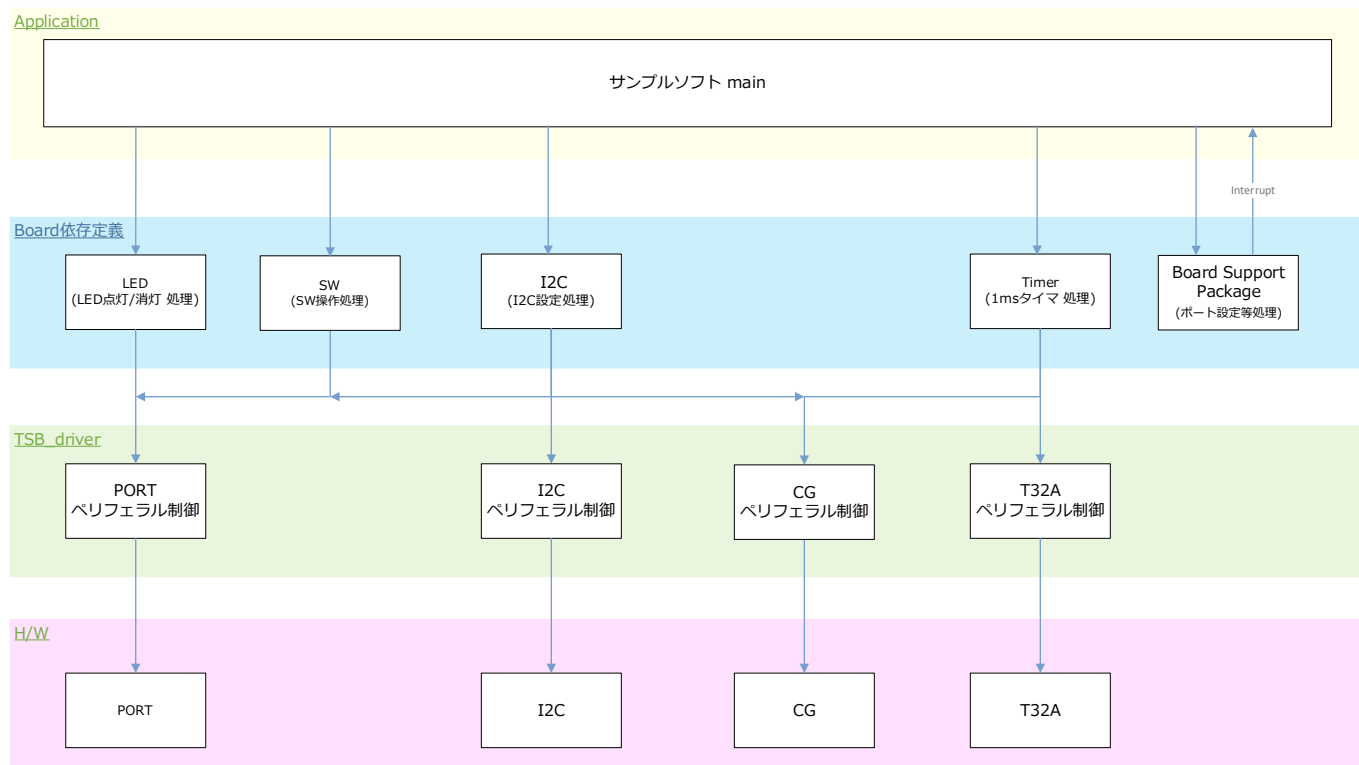 Application
サンプルソフト main
Interrupt
Board依存定義
LED
(LED点灯/消灯 処理)
SW
(SW操作処理)
I2C
(I2C設定処理)
Timer
(1msタイマ 処理)
Board Support
Package
(ポート設定等処理)
TSB_driver
PORT
ペリフェラル制御
I2C
ペリフェラル制御
CG
ペリフェラル制御
T32A
ペリフェラル制御
H/W
PORT
I2C
CG
T32A